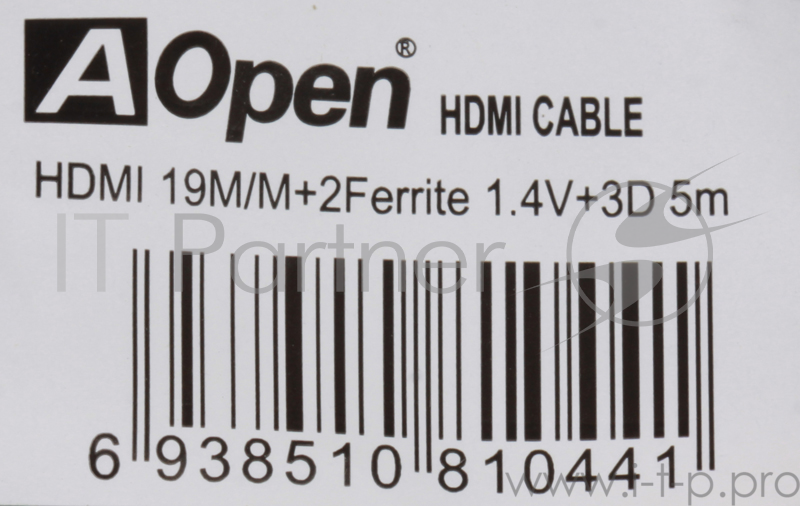 AOpen® HDMI CABLE
HDMI 19M/M+2Ferrite 1.4V+3D 5m
IT Partner
6 938510 810441
www.i-t-p.pro